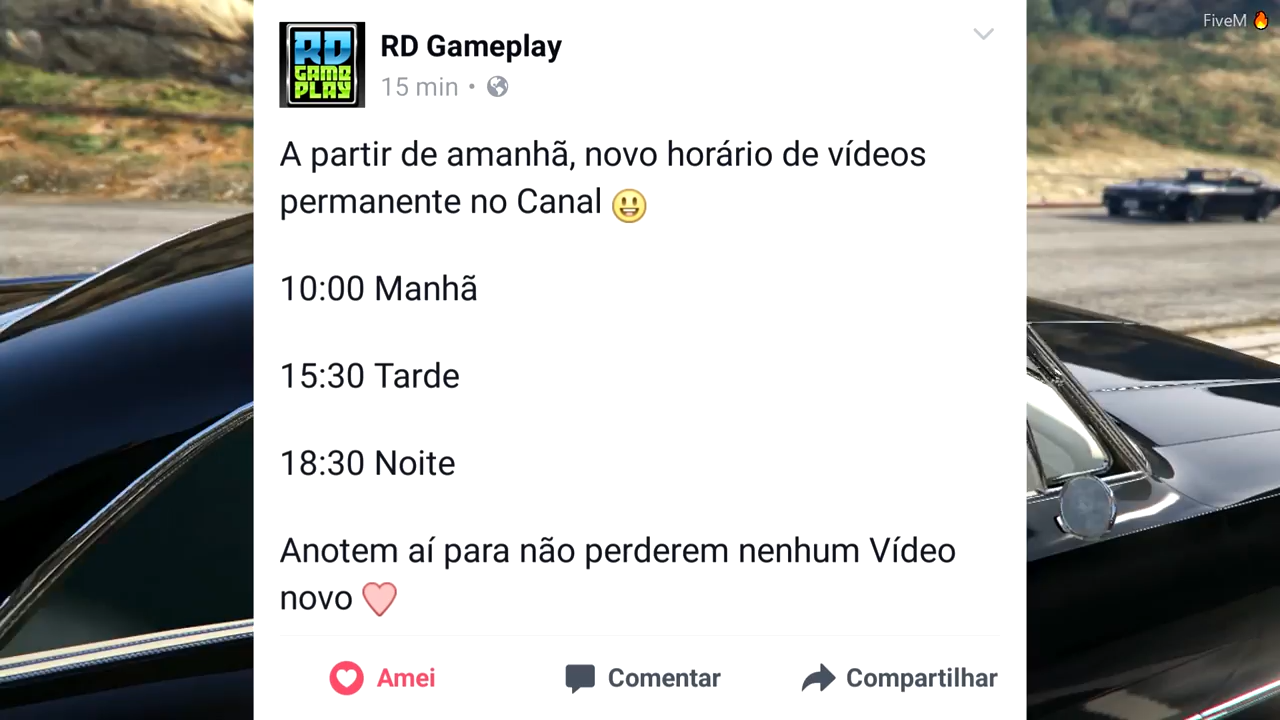 FiveM 🔥
RD
GAME
PLAY
RD Gameplay
15 min •
A partir de amanhã, novo horário de vídeos
permanente no Canal 😃
10:00 Manhã
15:30 Tarde
18:30 Noite
Anotem aí para não perderem nenhum Vídeo
novo ♥
Amei
Comentar
Compartilhar